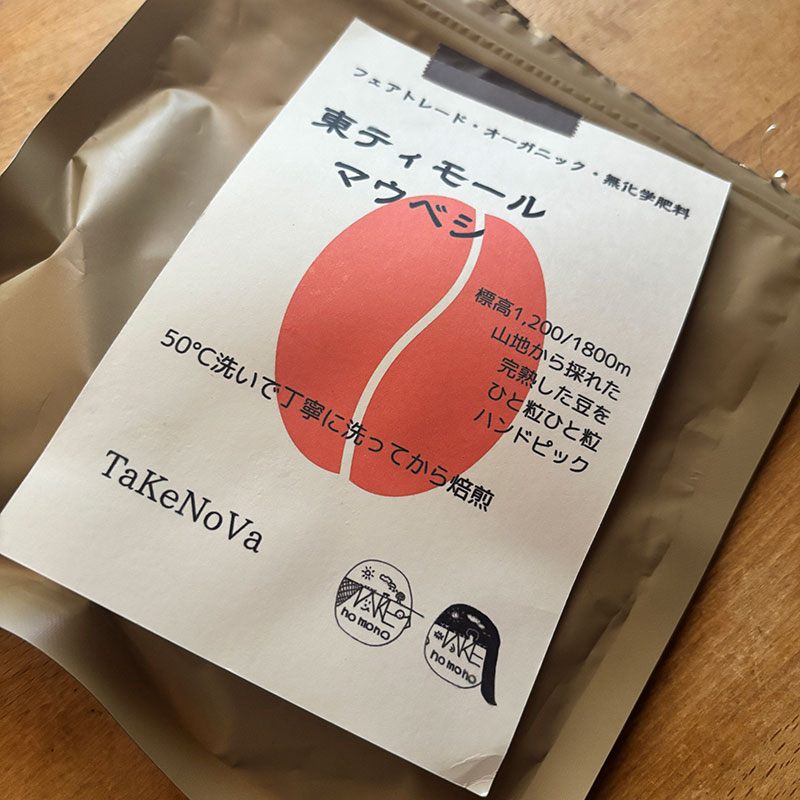 フェアトレード・オーガニック・無化学肥料
東ティモール
マウベシ
標高1,200/1800m
山地から採れた
完熟した豆を
ひと粒ひと粒
ハンドピック
50℃洗いで丁寧に洗ってから焙煎
TaKeNoVa
TAKE
no mono
TAKE
no mono